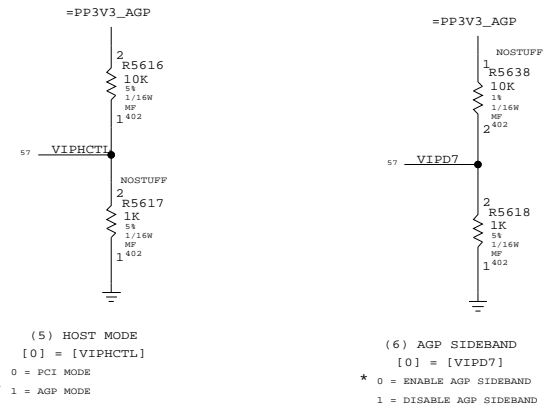 =PP3V3_AGP
2
R5616
10K
5%
1/16W
MF
402
1
57 VIPHCTL
NOSTUFF
2
R5617
1K
5%
1/16W
MF
402
1
(5) HOST MODE
[0] = [VIPHCTL]
0 = PCI MODE
1 = AGP MODE
=PP3V3_AGP
NOSTUFF
1
R5638
10K
1%
1/16W
MF
402
2
57 VIPD7
2
R5618
1K
5%
1/16W
MF
402
1
(6) AGP SIDEBAND
[0] = [VIPD7]
* 0 = ENABLE AGP SIDEBAND
1 = DISABLE AGP SIDEBAND